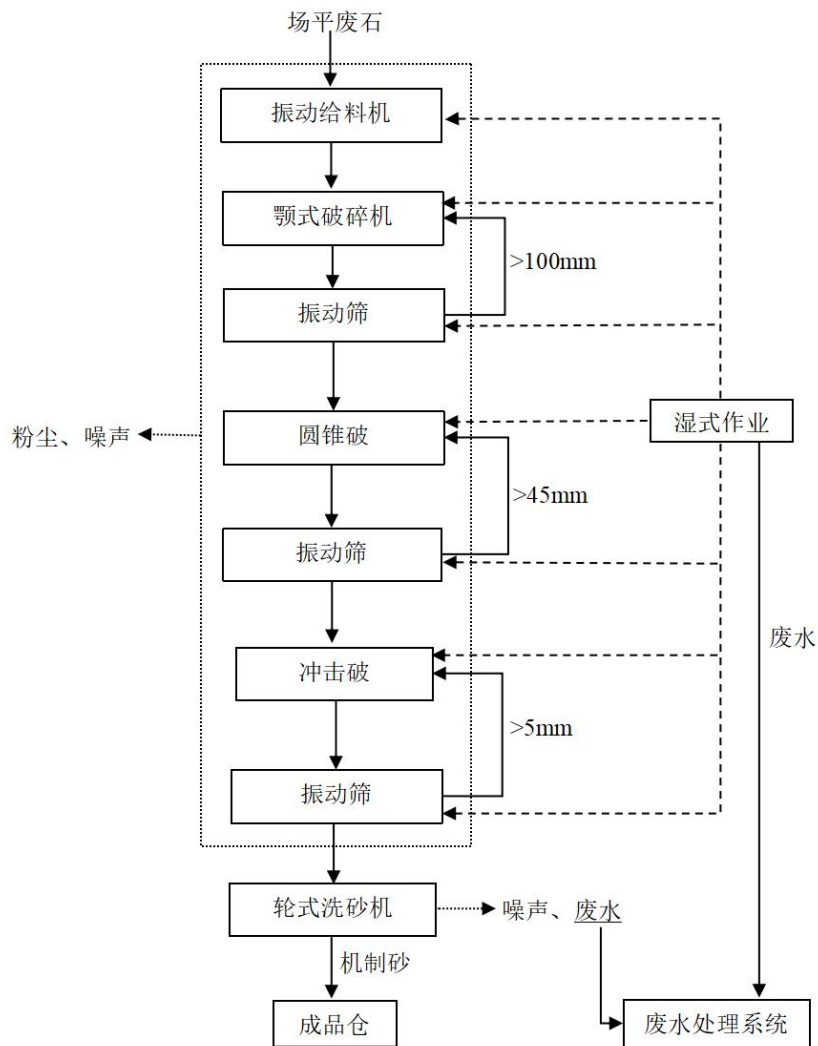 场平废石
振动给料机
颚式破碎机
>100mm
振动筛
圆锥破
湿式作业
粉尘、噪声
>45mm
振动筛
废水
冲击破
>5mm
振动筛
轮式洗砂机
噪声、废水
机制砂
成品仓
废水处理系统